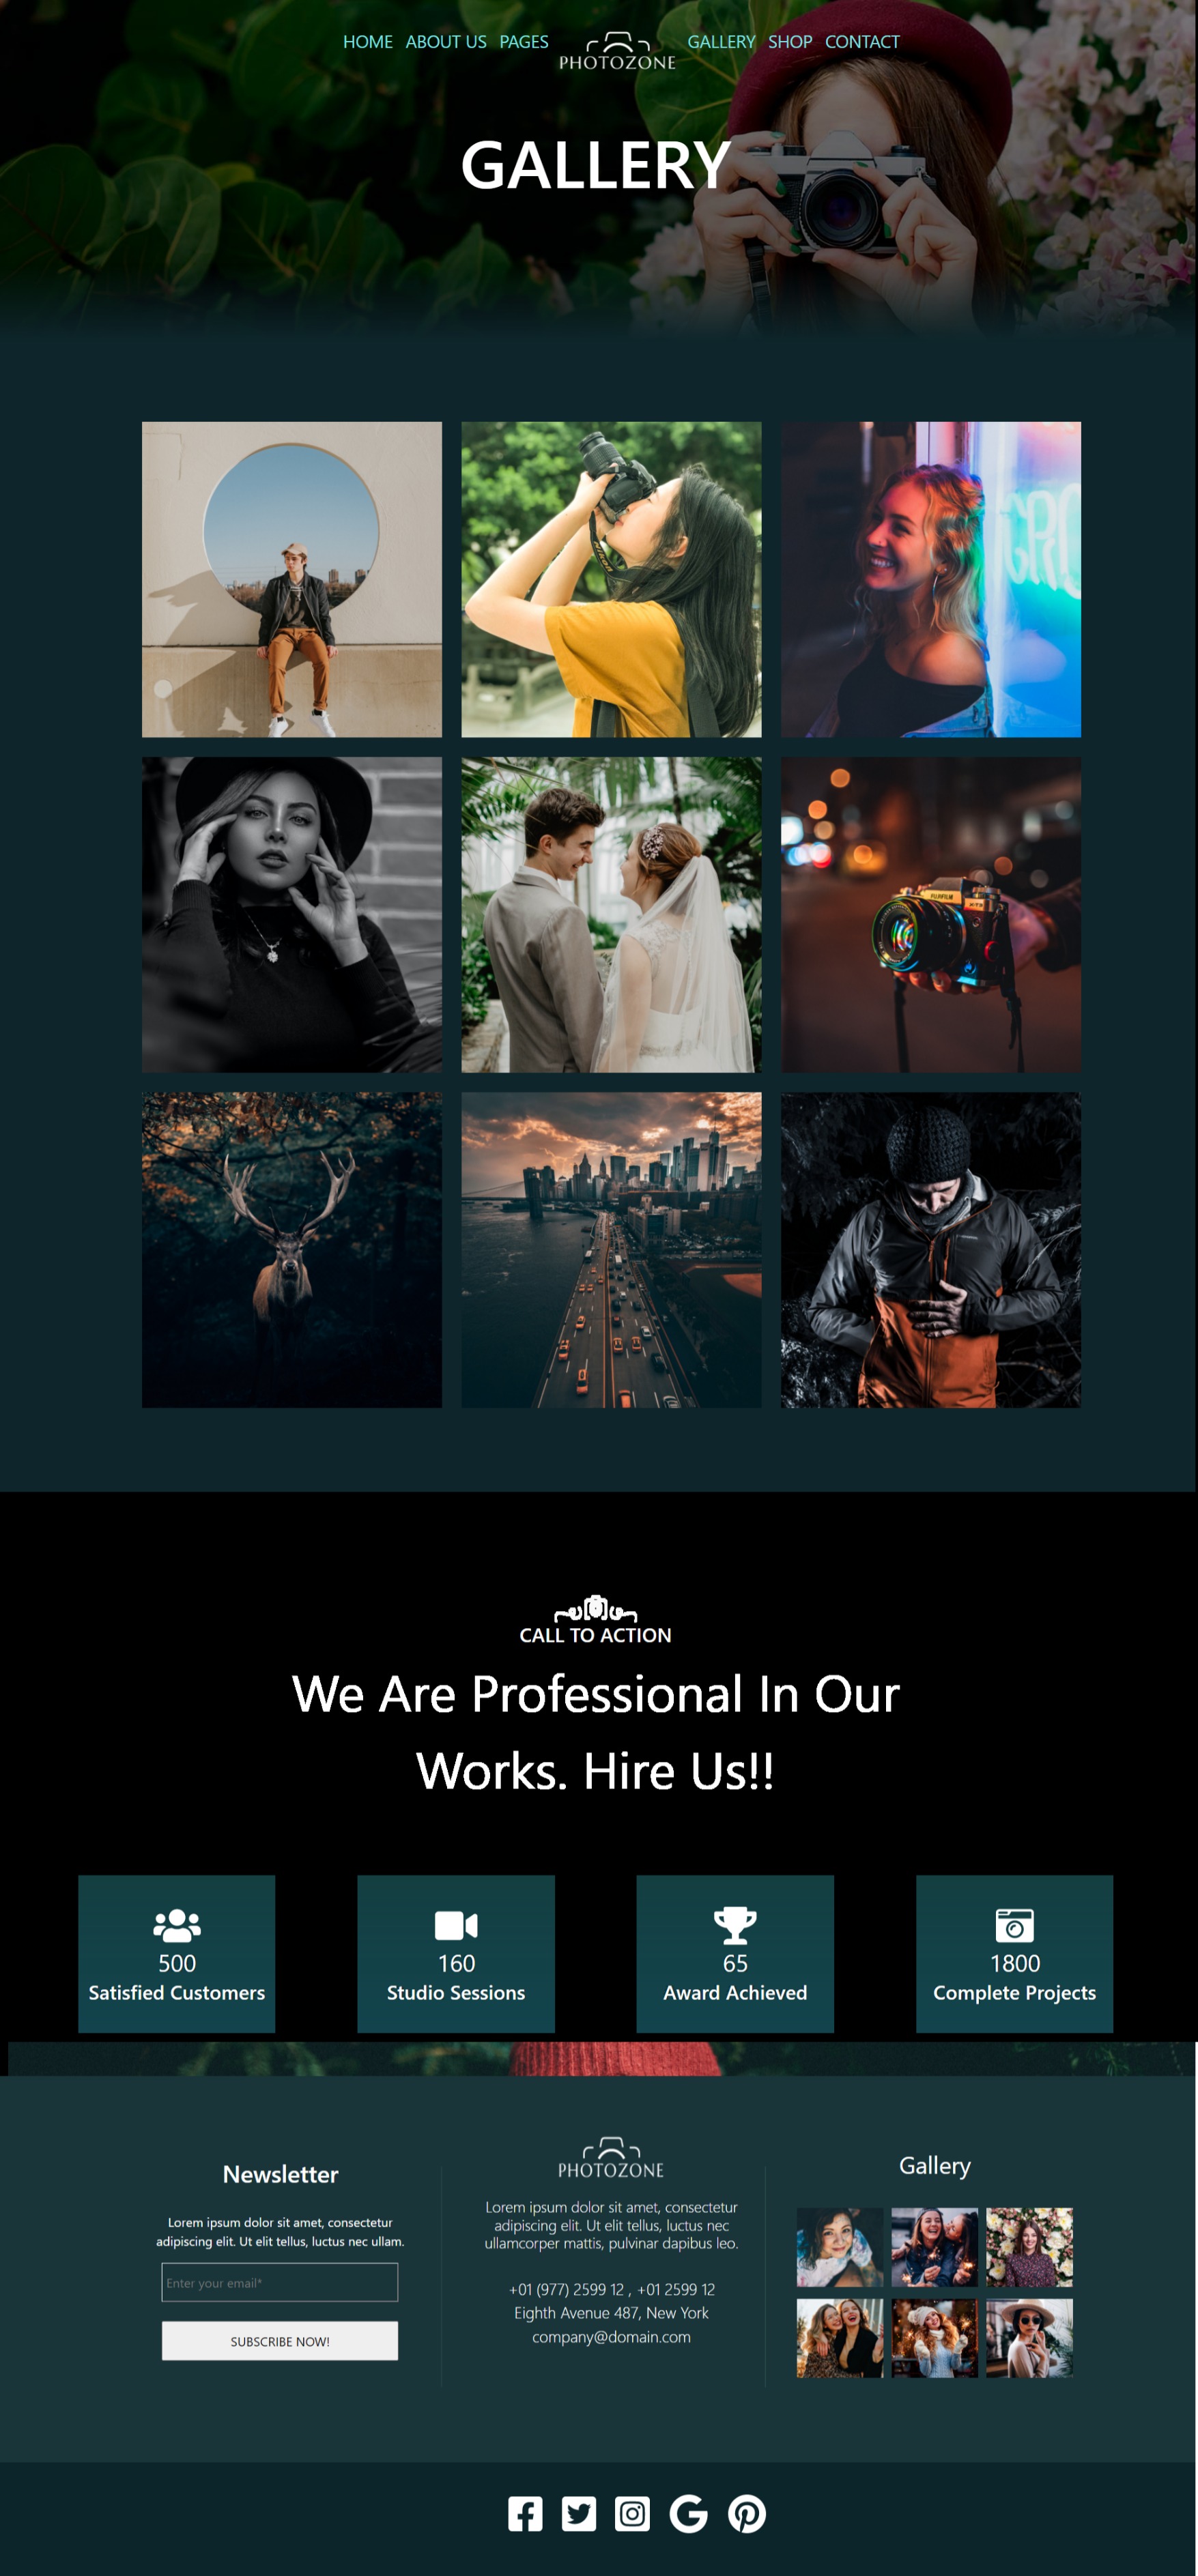 HOME ABOUT US PAGES PHOTOZONE GALLERY SHOP CONTACT
GALLERY
Nikon
FUJIFILM
CALL TO ACTION
We Are Professional In Our
Works. Hire Us!!
500
Satisfied Customers
160
Studio Sessions
65
Award Achieved
1800
Complete Projects
Newsletter
Lorem ipsum dolor sit amet, consectetur
adipiscing elit. Ut elit tellus, luctus nec ullam.
Enter your email*
SUBSCRIBE NOW!
PHOTOZONE
Lorem ipsum dolor sit amet, consectetur
adipiscing elit. Ut elit tellus, luctus nec
ullamcorper mattis, pulvinar dapibus leo.
+01 (977) 2599 12 , +01 2599 12
Eighth Avenue 487, New York
company@domain.com
Gallery